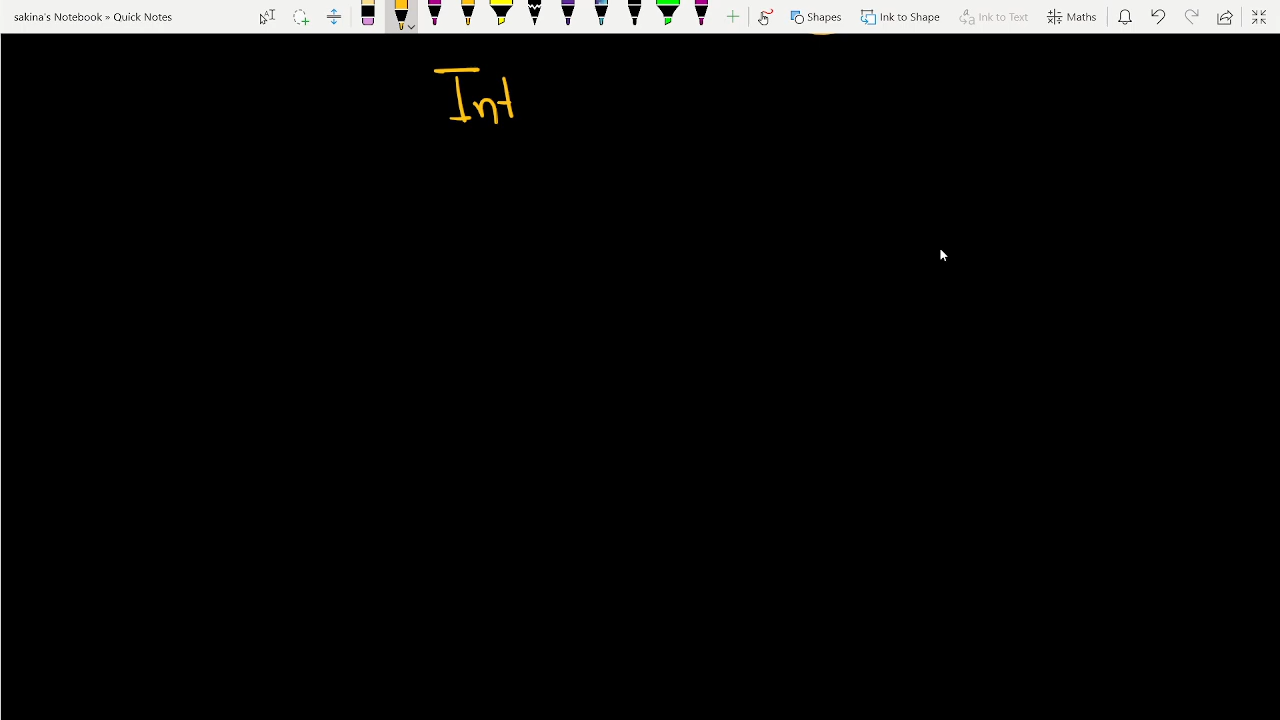 sakina's Notebook » Quick Notes
Shapes
Ink to Shape
Ink to Text
Maths
Int